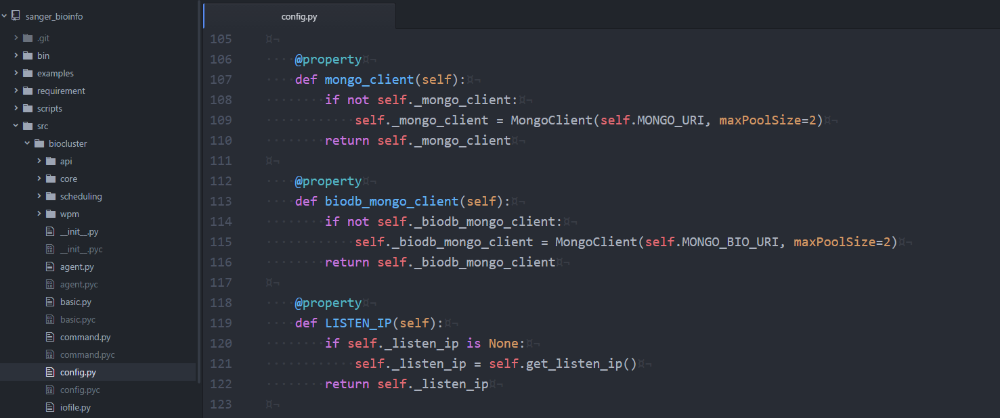 sanger_bioinfo
.git
bin
examples
requirement
scripts
src
biocluster
api
core
scheduling
wpm
__init__.py
__init__.pyc
agent.py
agent.pyc
basic.py
basic.pyc
command.py
command.pyc
config.py
config.pyc
iofile.py
config.py
105 ¤¬
106 ····@property¤¬
107 ····def mongo_client(self):¤¬
108 ········if not self._mongo_client:¤¬
109 ············self._mongo_client = MongoClient(self.MONGO_URI, maxPoolSize=2)¤¬
110 ········return self._mongo_client¤¬
111 ¤¬
112 ····@property¤¬
113 ····def biodb_mongo_client(self):¤¬
114 ········if not self._biodb_mongo_client:¤¬
115 ············self._biodb_mongo_client = MongoClient(self.MONGO_BIO_URI, maxPoolSize=2)¤¬
116 ········return self._biodb_mongo_client¤¬
117 ¤¬
118 ····@property¤¬
119 ····def LISTEN_IP(self):¤¬
120 ········if self._listen_ip is None:¤¬
121 ············self._listen_ip = self.get_listen_ip()¤¬
122 ········return self._listen_ip¤¬
123 ¤¬